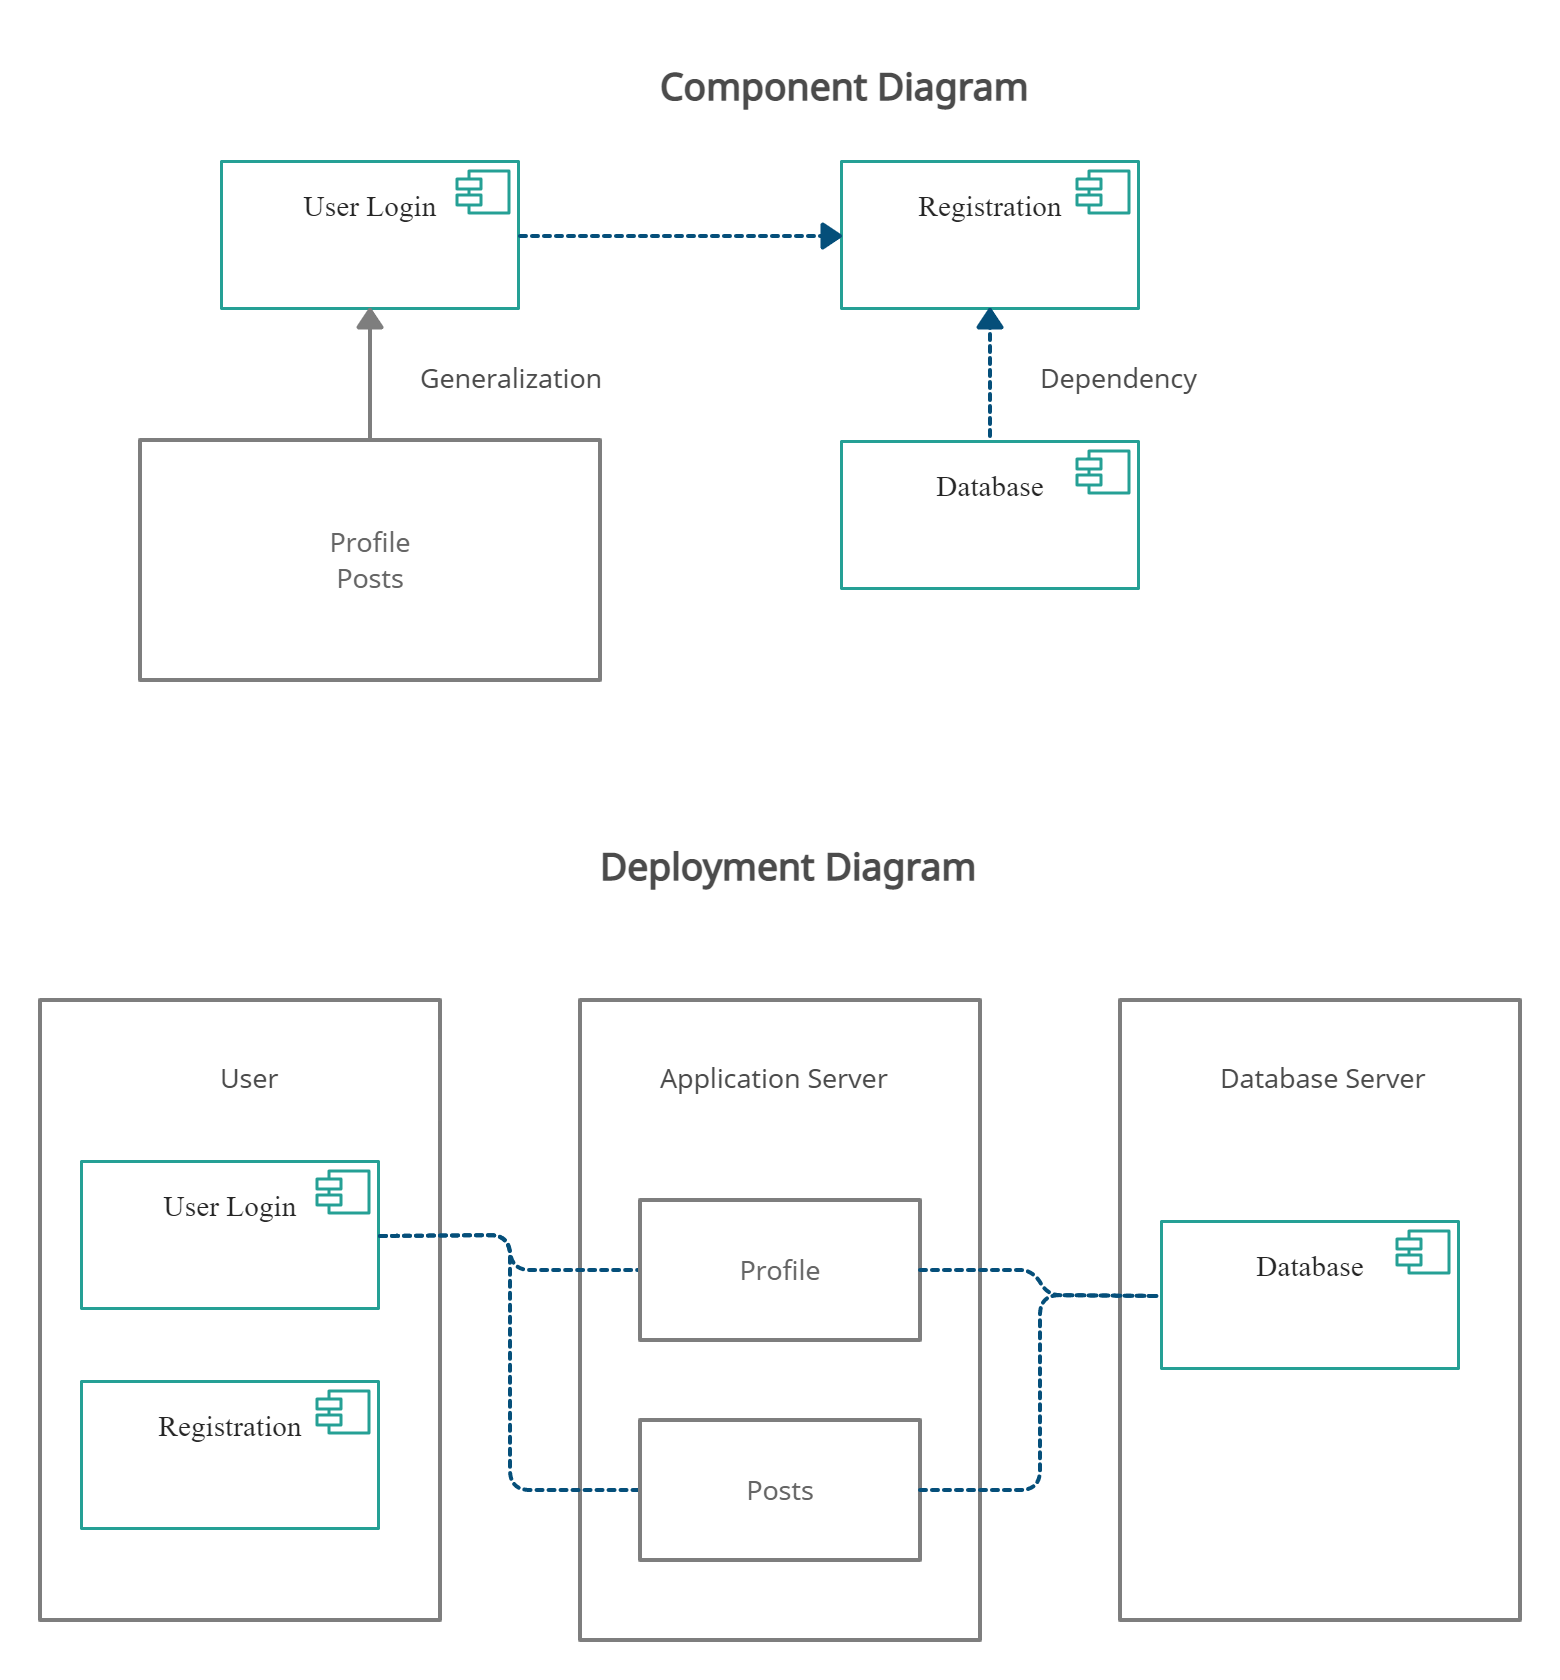 Component Diagram
User Login
Registration
Generalization
Dependency
Database
Profile
Posts
Deployment Diagram
User
Application Server
Database Server
User Login
Profile
Database
Registration
Posts